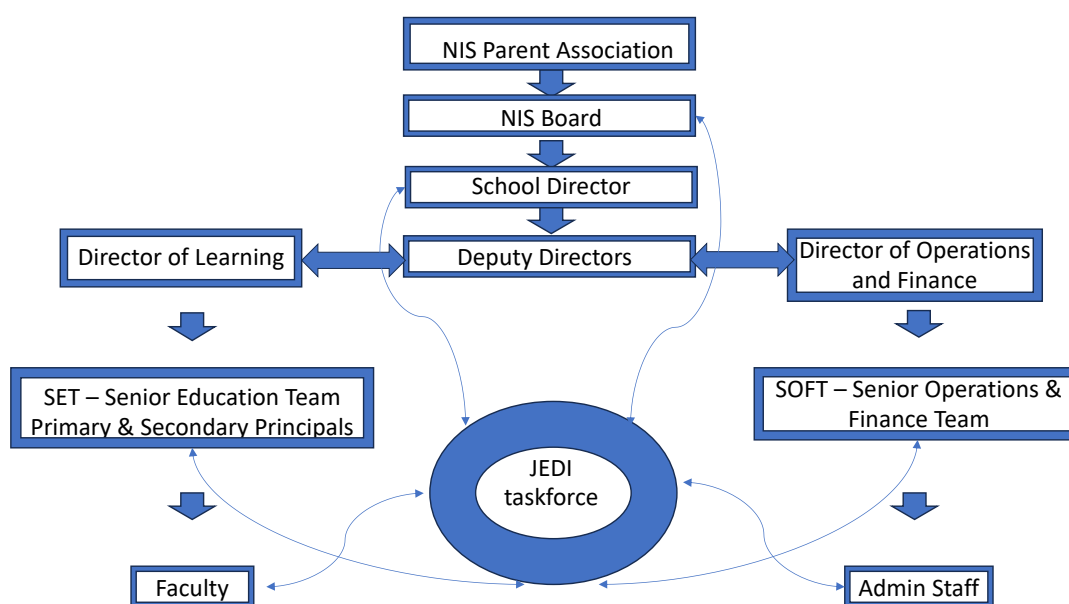 NIS Parent Association
NIS Board
School Director
Director of Learning
Deputy Directors
Director of Operations
and Finance
SET – Senior Education Team
Primary & Secondary Principals
SOFT – Senior Operations &
Finance Team
JEDI
taskforce
Faculty
Admin Staff